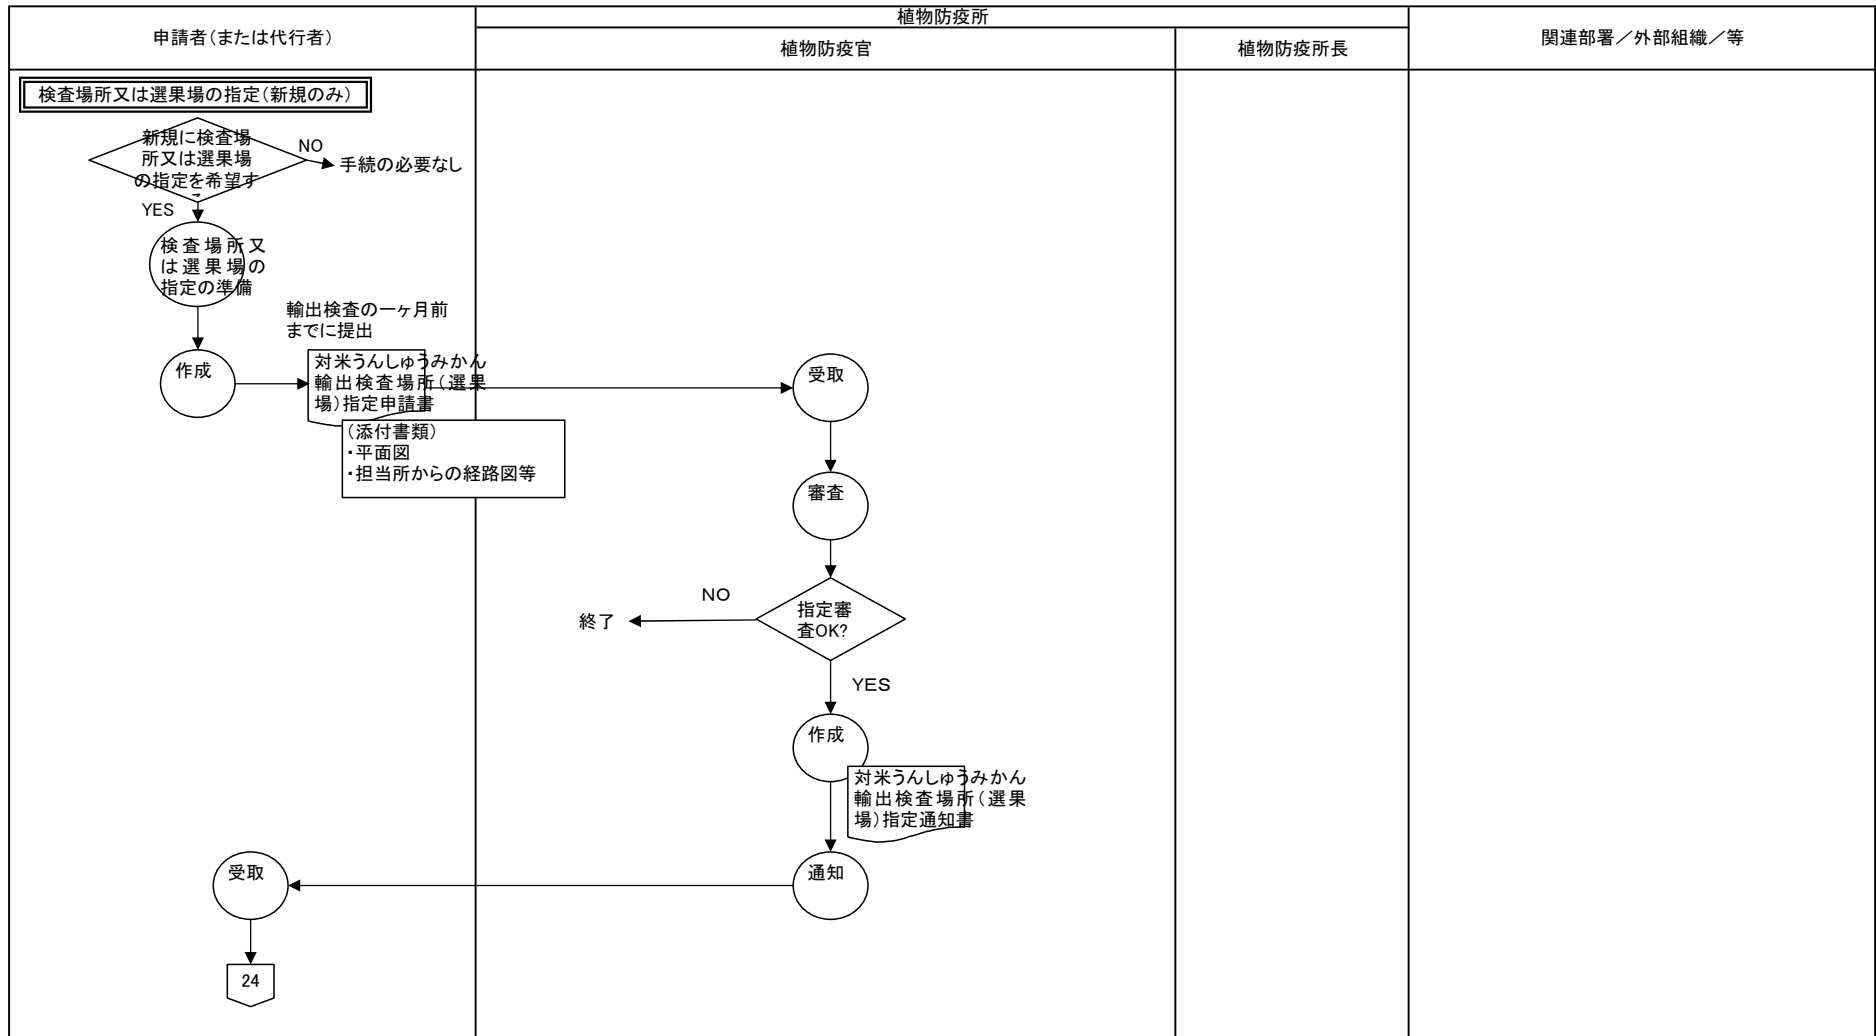 植物防疫所
申請者(または代行者)
植物防疫官
植物防疫所長
関連部署/外部組織/等
検査場所又は選果場の指定(新規のみ)
新規に検査場
所又は選果場
の指定を希望す
NO
手続の必要なし
YES
検査場所又
は選果場の
指定の準備
輸出検査の一ヶ月前
までに提出
作成
対米うんしゅうみかん
輸出検査場所(選果
場)指定申請書
(添付書類)
・平面図
・担当所からの経路図等
受取
審査
指定審
査OK?
NO
終了
YES
作成
対米うんしゅうみかん
輸出検査場所(選果
場)指定通知書
通知
受取
24